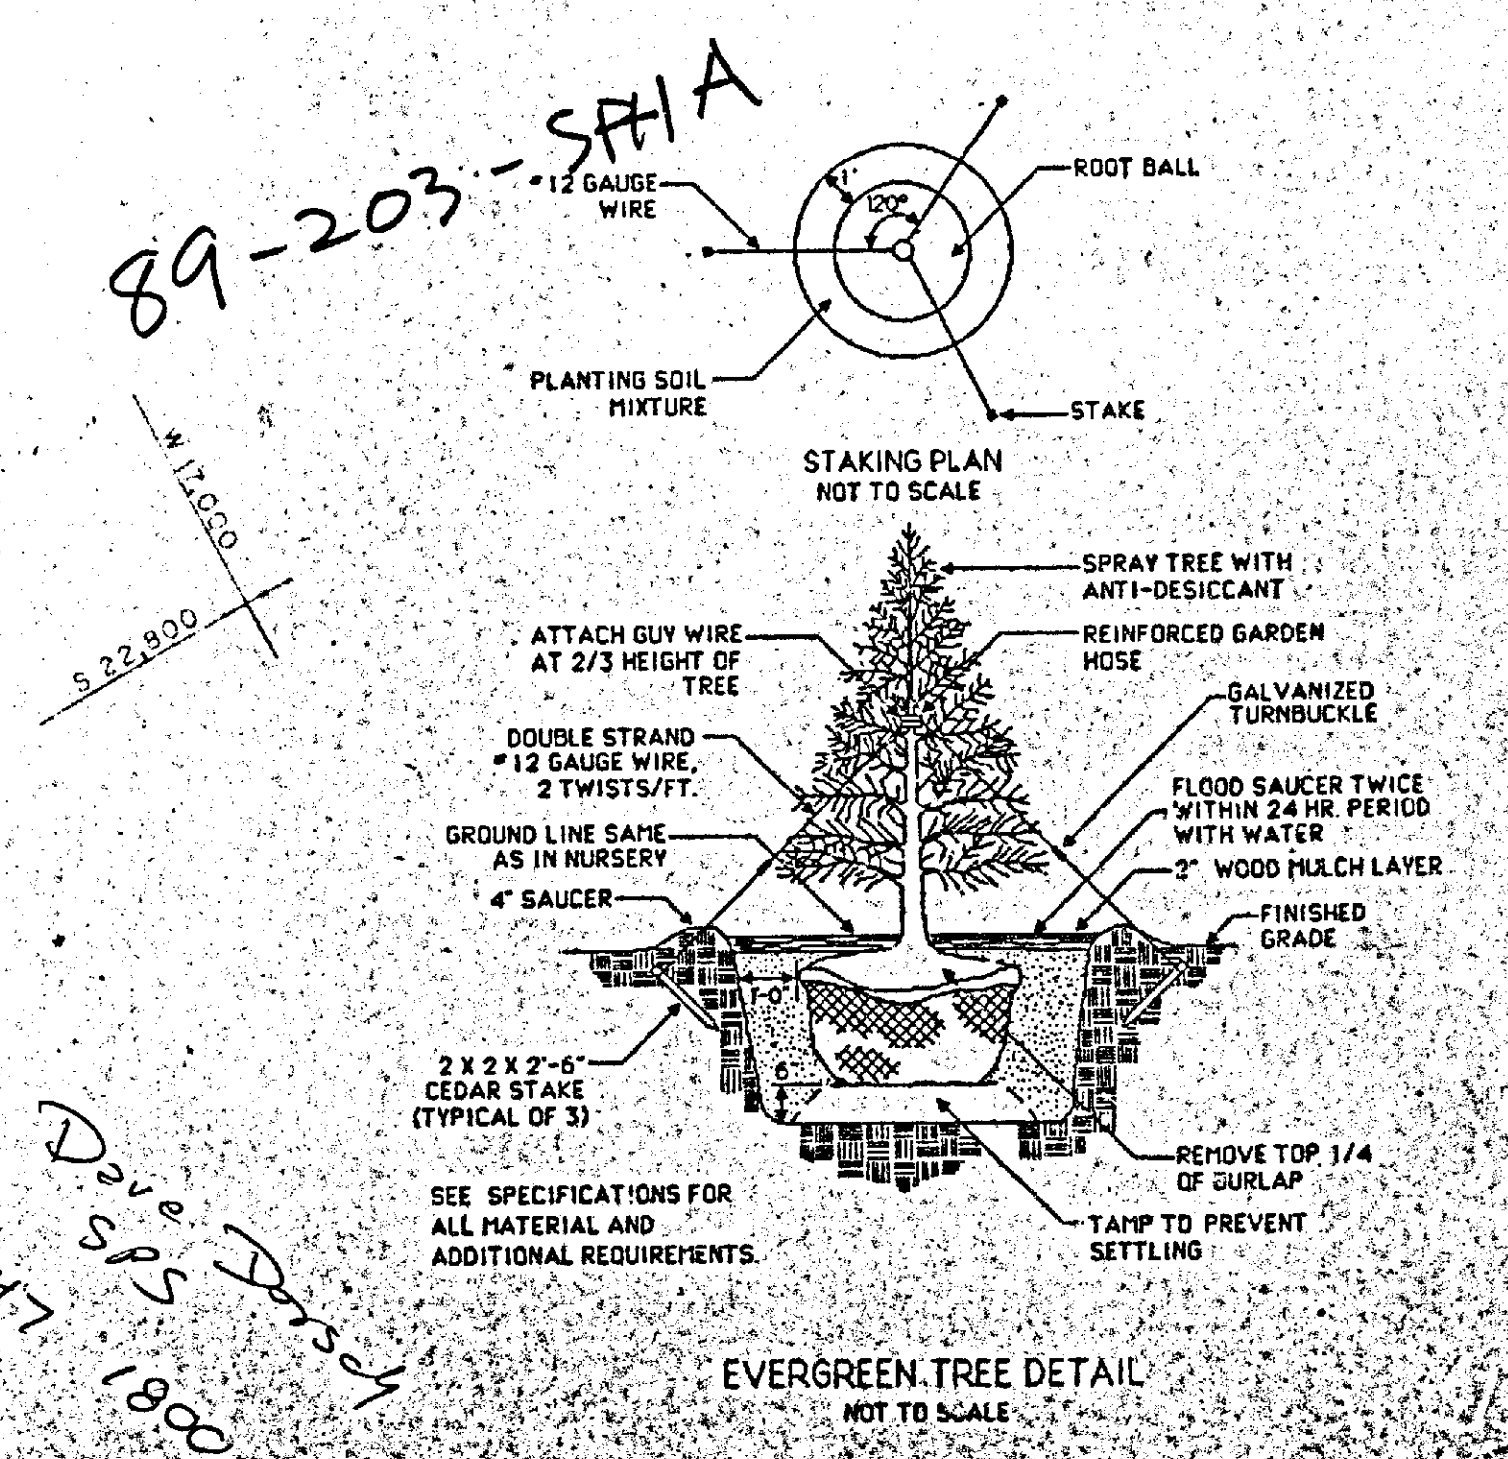 89-203-SPHA
#12 GAUGE
WIRE
1'
120°
ROOT BALL
PLANTING SOIL
MIXTURE
STAKE
STAKING PLAN
NOT TO SCALE
W 17,000
S 22,800
SPRAY TREE WITH
ANTI-DESICCANT
ATTACH GUY WIRE
AT 2/3 HEIGHT OF
TREE
REINFORCED GARDEN
HOSE
GALVANIZED
TURNBUCKLE
DOUBLE STRAND
#12 GAUGE WIRE,
2 TWISTS/FT.
FLOOD SAUCER TWICE
WITHIN 24 HR. PERIOD
WITH WATER
GROUND LINE SAME
AS IN NURSERY
2" WOOD MULCH LAYER
4" SAUCER
FINISHED
GRADE
1'-0"
6"
2 X 2 X 2'-6"
CEDAR STAKE
(TYPICAL OF 3)
REMOVE TOP 1/4
OF BURLAP
SEE SPECIFICATIONS FOR
ALL MATERIAL AND
ADDITIONAL REQUIREMENTS.
TAMP TO PREVENT
SETTLING
EVERGREEN TREE DETAIL
NOT TO SCALE
Dave Dorsch
SPS
1800